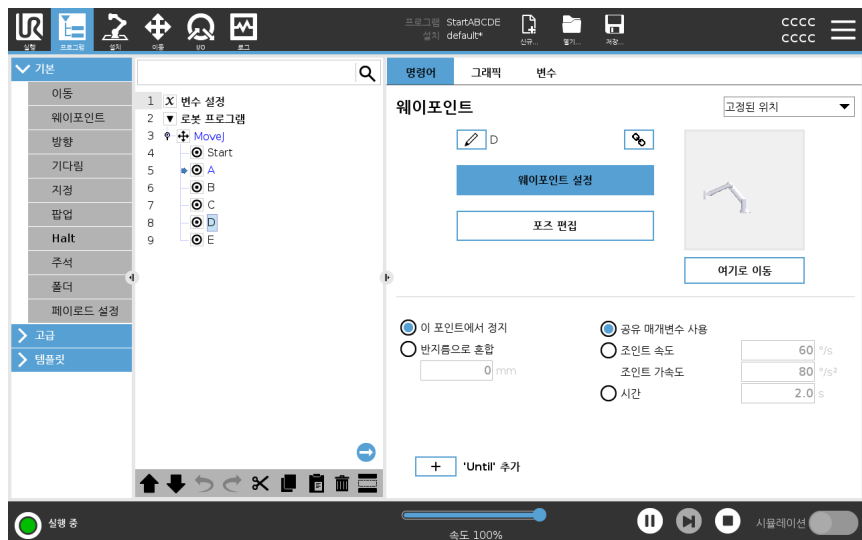 프로그램 StartABCDE
설치 default*
CCCC
CCCC
UR
실행 프로그램 설치 이동 I/O 로그 신규... 열기... 저장...
기본
이동
웨이포인트
방향
기다림
지정
팝업
Halt
주석
폴더
페이로드 설정
고급
템플릿
1 X 변수 설정
2 로봇 프로그램
3 MoveJ
4 Start
5 A
6 B
7 C
8 D
9 E
명령어 그래픽 변수
웨이포인트 고정된 위치
D
웨이포인트 설정
포즈 편집
여기로 이동
이 포인트에서 정지 공유 매개변수 사용
반지름으로 혼합 조인트 속도 60 °/s
0 mm 조인트 가속도 80 °/s²
시간 2.0 s
+ 'Until' 추가
실행 중 속도 100% 시뮬레이션